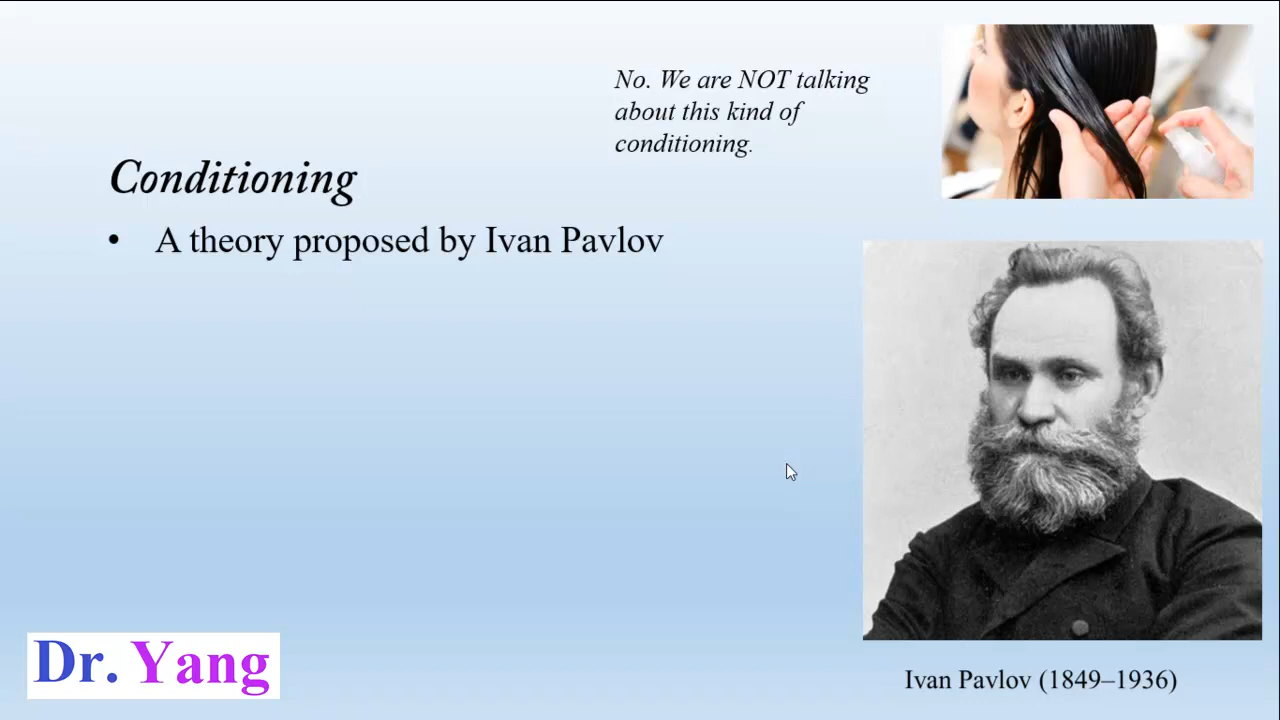 No. We are NOT talking
about this kind of
conditioning.
Conditioning
• A theory proposed by Ivan Pavlov
Dr. Yang
Ivan Pavlov (1849–1936)